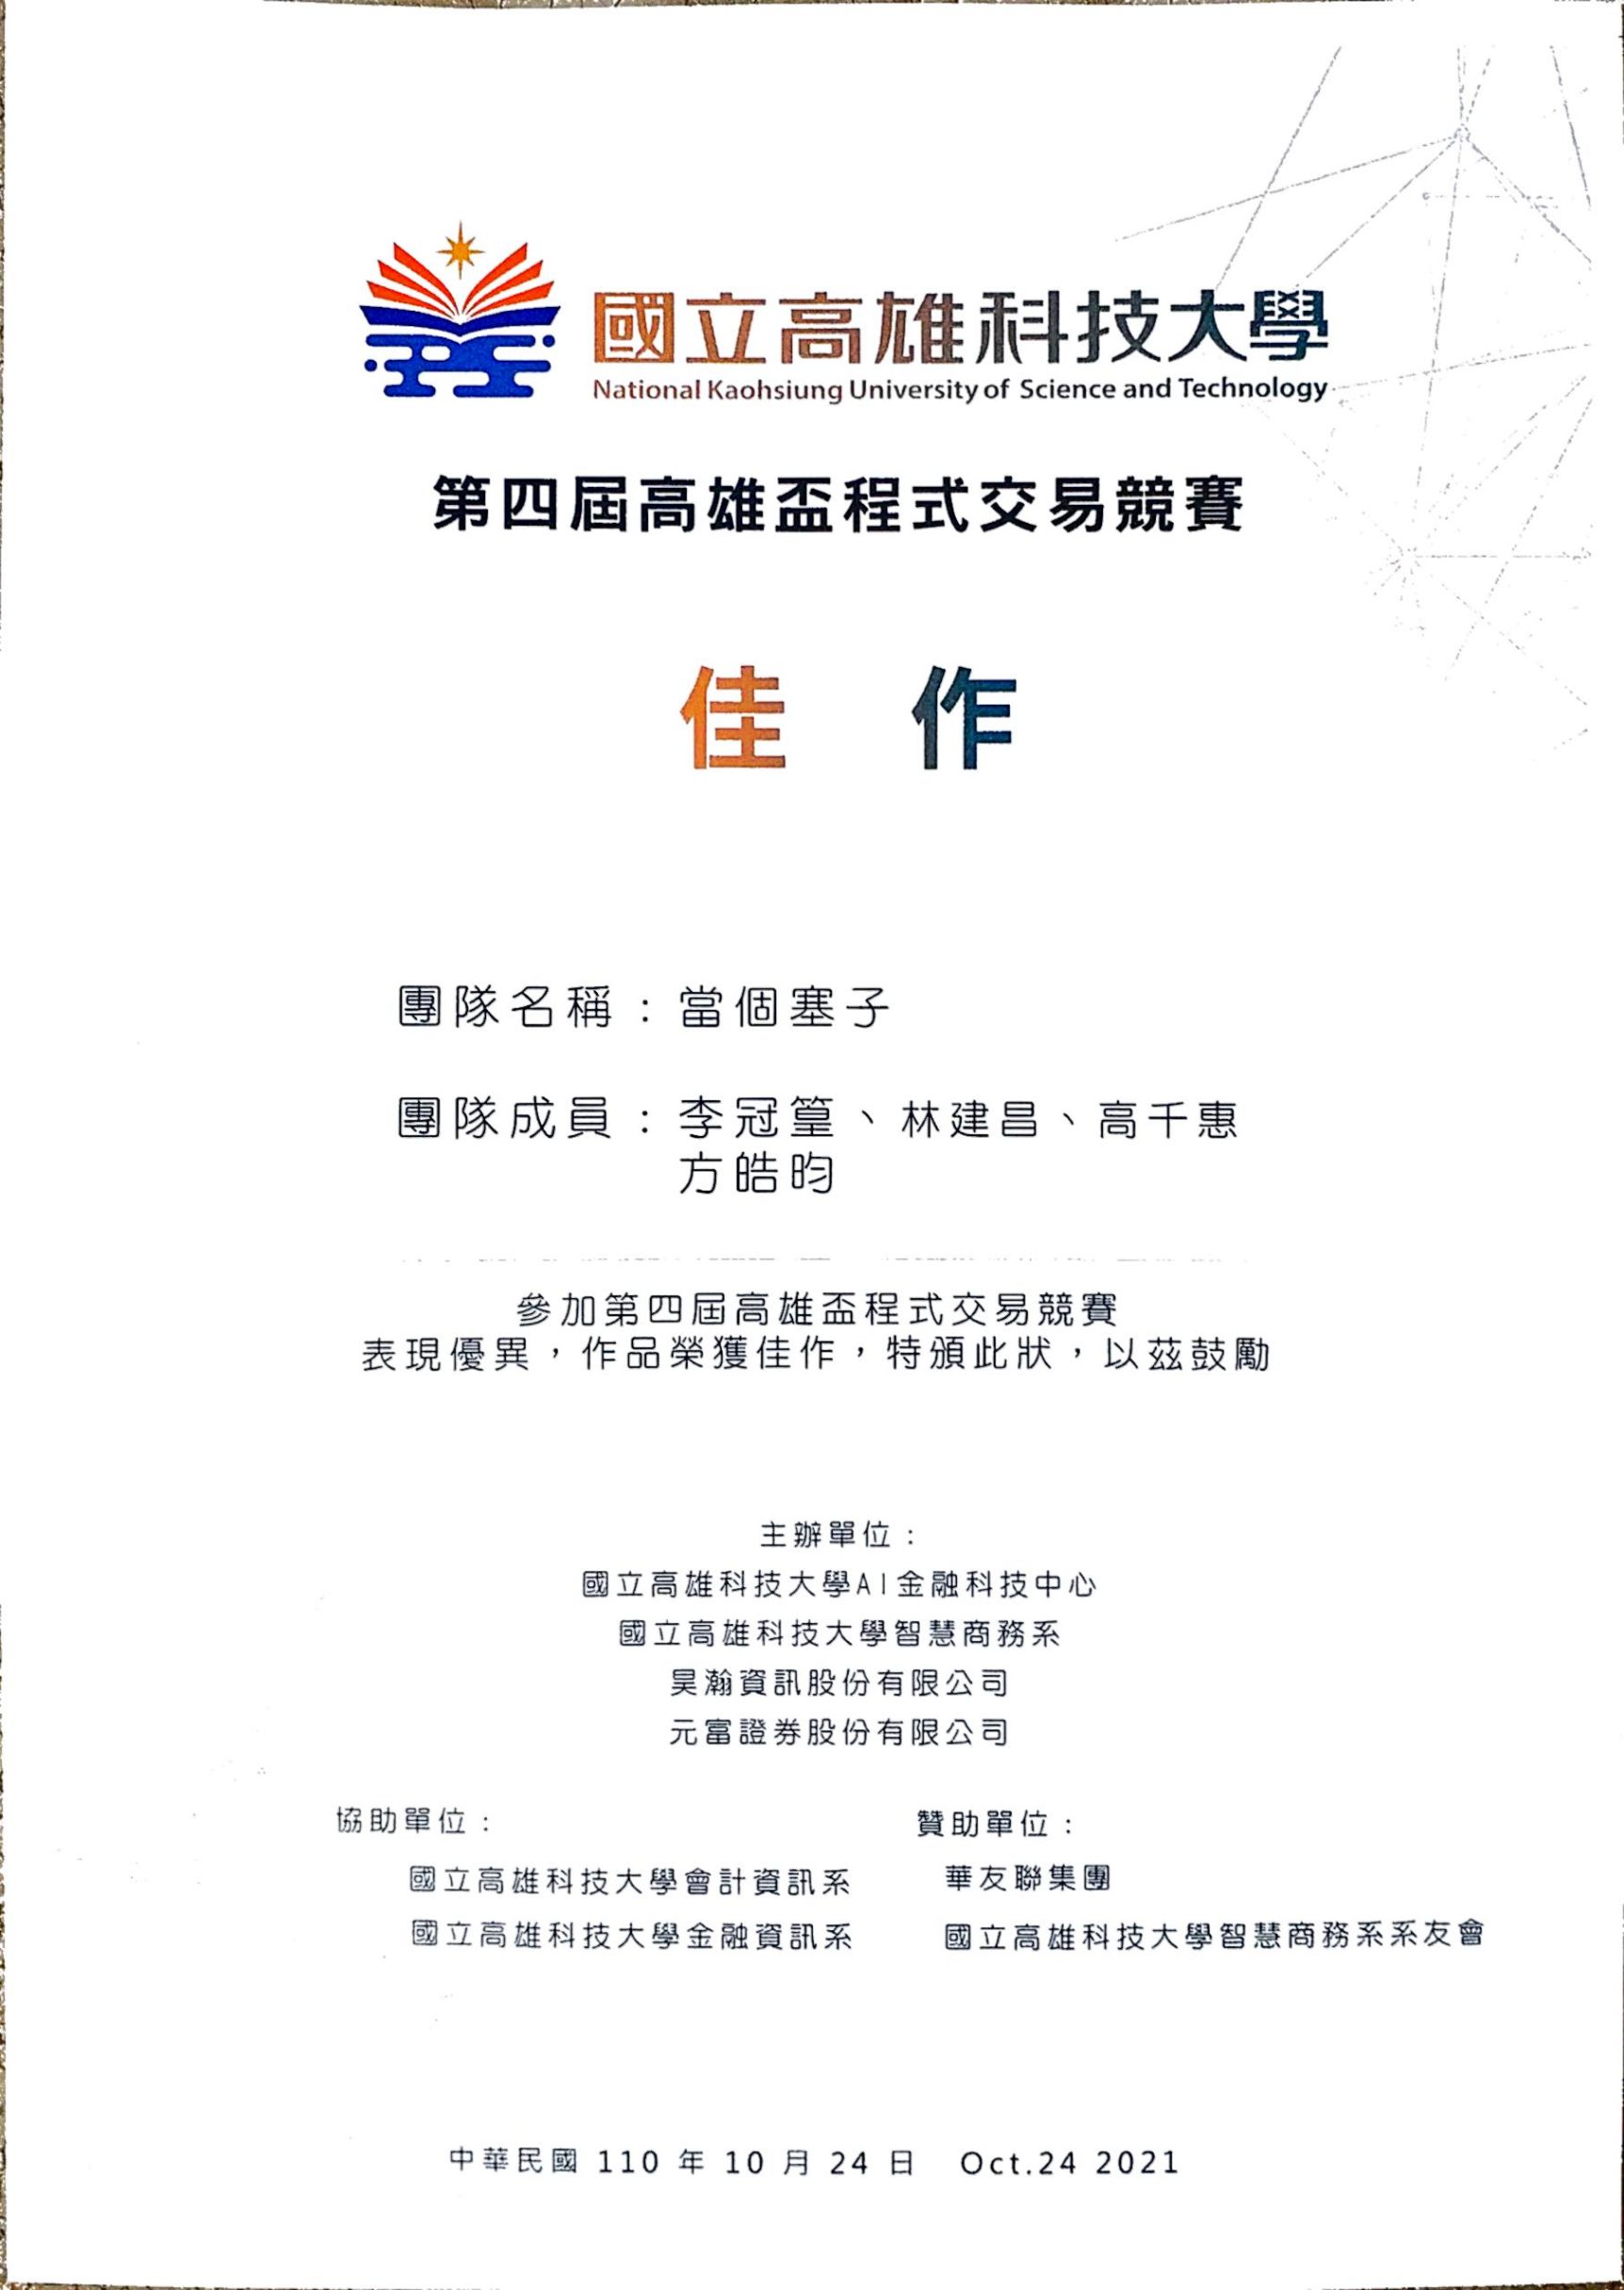 國立高雄科技大學
National Kaohsiung University of Science and Technology
第四屆高雄盃程式交易競賽
佳 作
團隊名稱：當個塞子
團隊成員：李冠篁、林建昌、高千惠
方皓昀
參加第四屆高雄盃程式交易競賽
表現優異，作品榮獲佳作，特頒此狀，以茲鼓勵
主辦單位：
國立高雄科技大學AI金融科技中心
國立高雄科技大學智慧商務系
昊瀚資訊股份有限公司
元富證券股份有限公司
協助單位：
國立高雄科技大學會計資訊系
國立高雄科技大學金融資訊系
贊助單位：
華友聯集團
國立高雄科技大學智慧商務系系友會
中華民國 110 年 10 月 24 日 Oct.24 2021